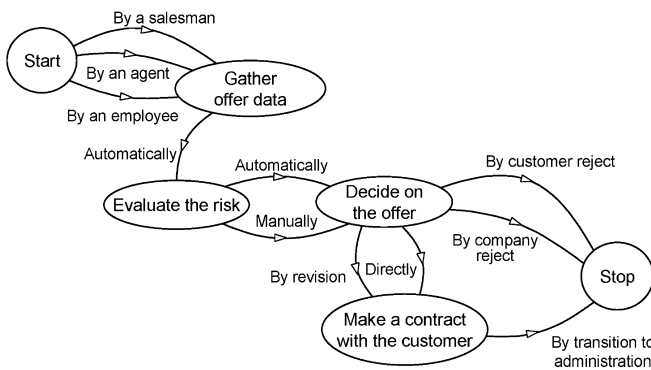 By a salesman
Start
By an agent
Gather
offer data
By an employee
Automatically
Automatically
By customer reject
Evaluate the risk
Decide on
the offer
Manually
By company
reject
By revision
Directly
Stop
Make a contract
with the customer
By transition to
administration